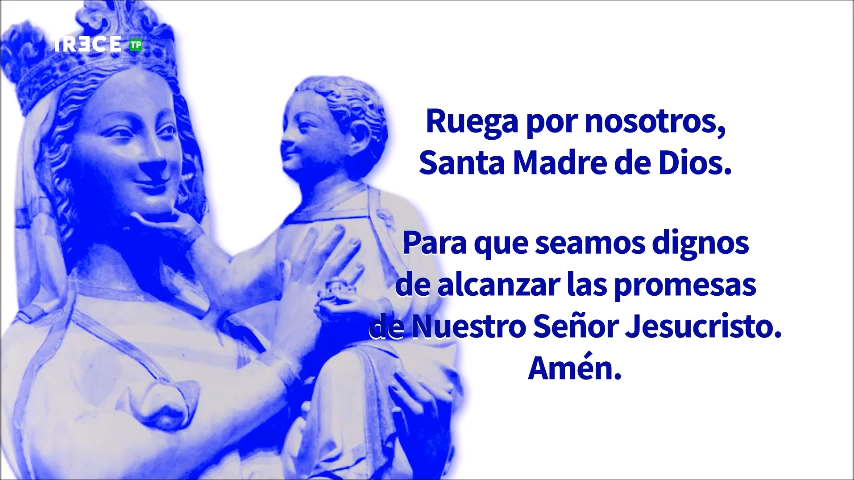 TRECE TP
Ruega por nosotros,
Santa Madre de Dios.
Para que seamos dignos
de alcanzar las promesas
de Nuestro Señor Jesucristo.
Amén.